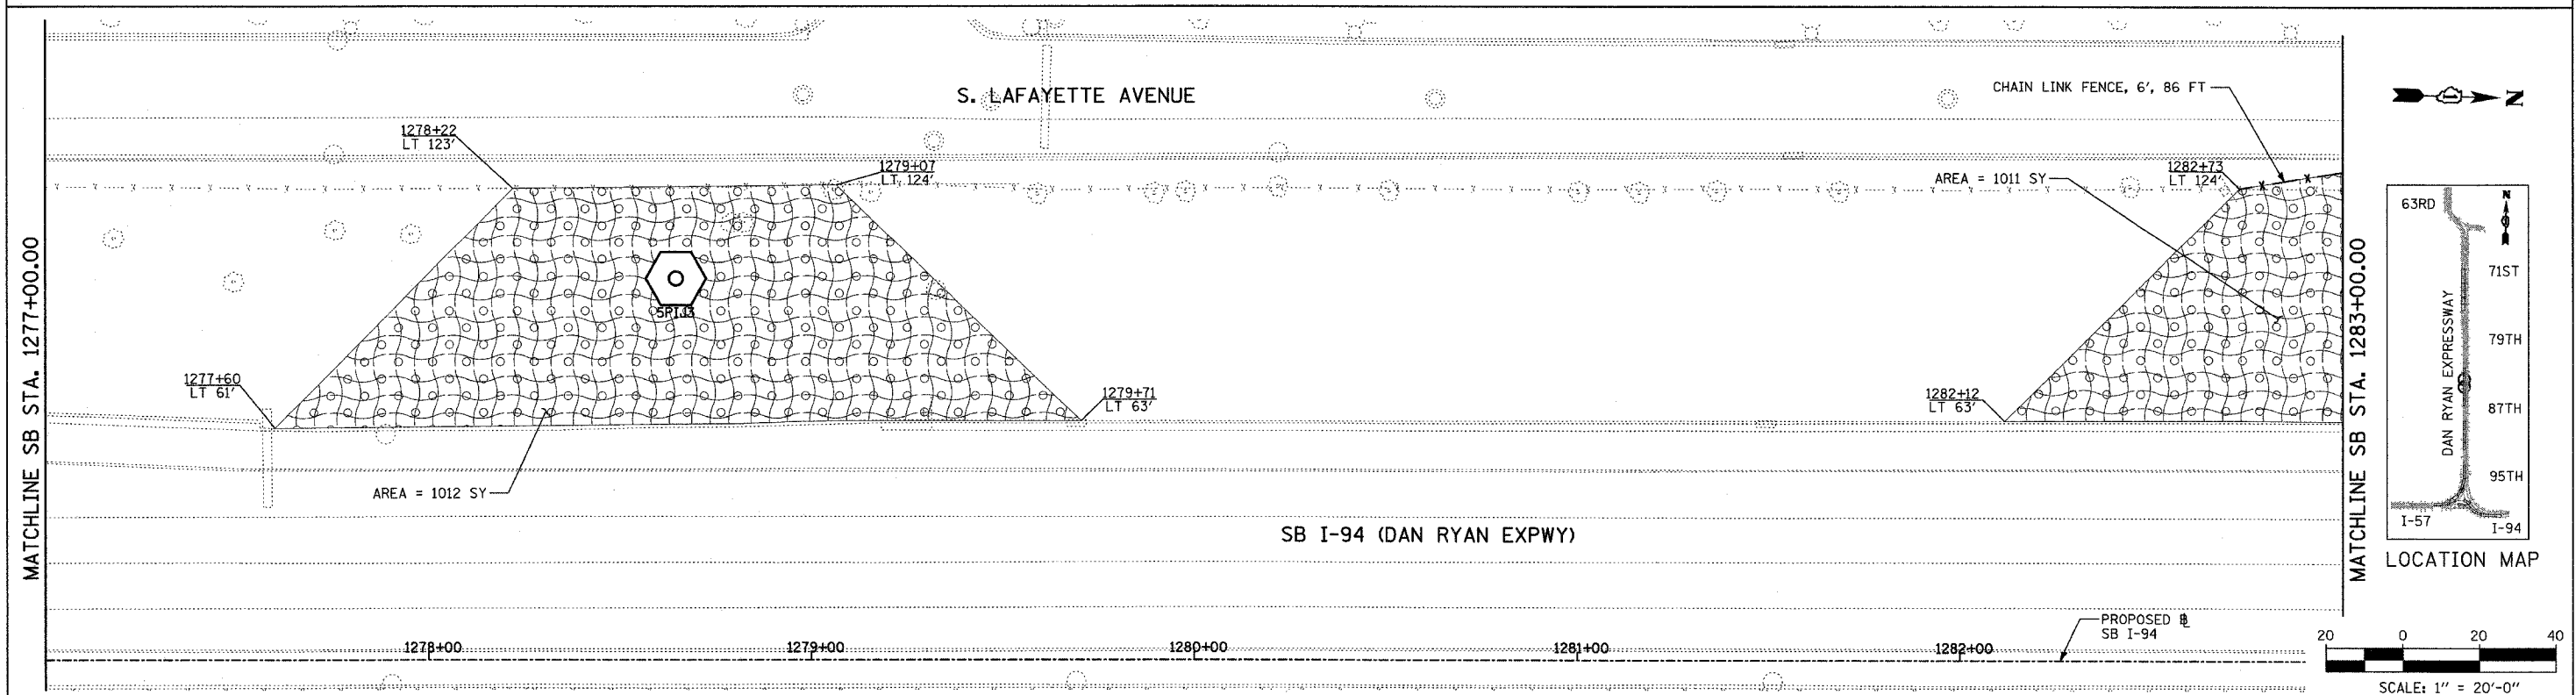 S. LAFAYETTE AVENUE
CHAIN LINK FENCE, 6', 86 FT
1278+22
LT 123'
1279+07
LT 124'
1282+73
LT 124'
AREA = 1011 SY
N
MATCHLINE SB STA. 1277+00.00
MATCHLINE SB STA. 1283+00.00
1277+60
LT 61'
1279+71
LT 63'
1282+12
LT 63'
AREA = 1012 SY
SB I-94 (DAN RYAN EXPWY)
PROPOSED
SB I-94
1278+00
1279+00
1280+00
1281+00
1282+00
N
63RD
71ST
79TH
87TH
95TH
DAN RYAN EXPRESSWAY
I-57
I-94
LOCATION MAP
20 0 20 40
SCALE: 1" = 20'-0"